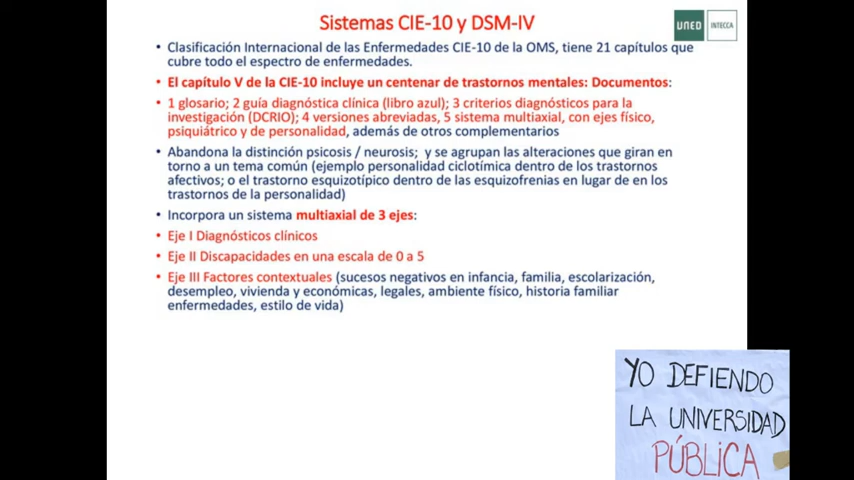 Sistemas CIE-10 y DSM-IV
UNED
INTECCA
• Clasificación Internacional de las Enfermedades CIE-10 de la OMS, tiene 21 capítulos que
cubre todo el espectro de enfermedades.
• El capítulo V de la CIE-10 incluye un centenar de trastornos mentales: Documentos:
• 1 glosario; 2 guía diagnóstica clínica (libro azul); 3 criterios diagnósticos para la
investigación (DCRIO); 4 versiones abreviadas, 5 sistema multiaxial, con ejes físico,
psiquiátrico y de personalidad, además de otros complementarios
• Abandona la distinción psicosis / neurosis; y se agrupan las alteraciones que giran en
torno a un tema común (ejemplo personalidad ciclotímica dentro de los trastornos
afectivos; o el trastorno esquizotípico dentro de las esquizofrenias en lugar de en los
trastornos de la personalidad)
• Incorpora un sistema multiaxial de 3 ejes:
• Eje I Diagnósticos clínicos
• Eje II Discapacidades en una escala de 0 a 5
• Eje III Factores contextuales (sucesos negativos en infancia, familia, escolarización,
desempleo, vivienda y económicas, legales, ambiente físico, historia familiar
enfermedades, estilo de vida)
YO DEFIENDO
LA UNIVERSIDAD
PÚBLICA